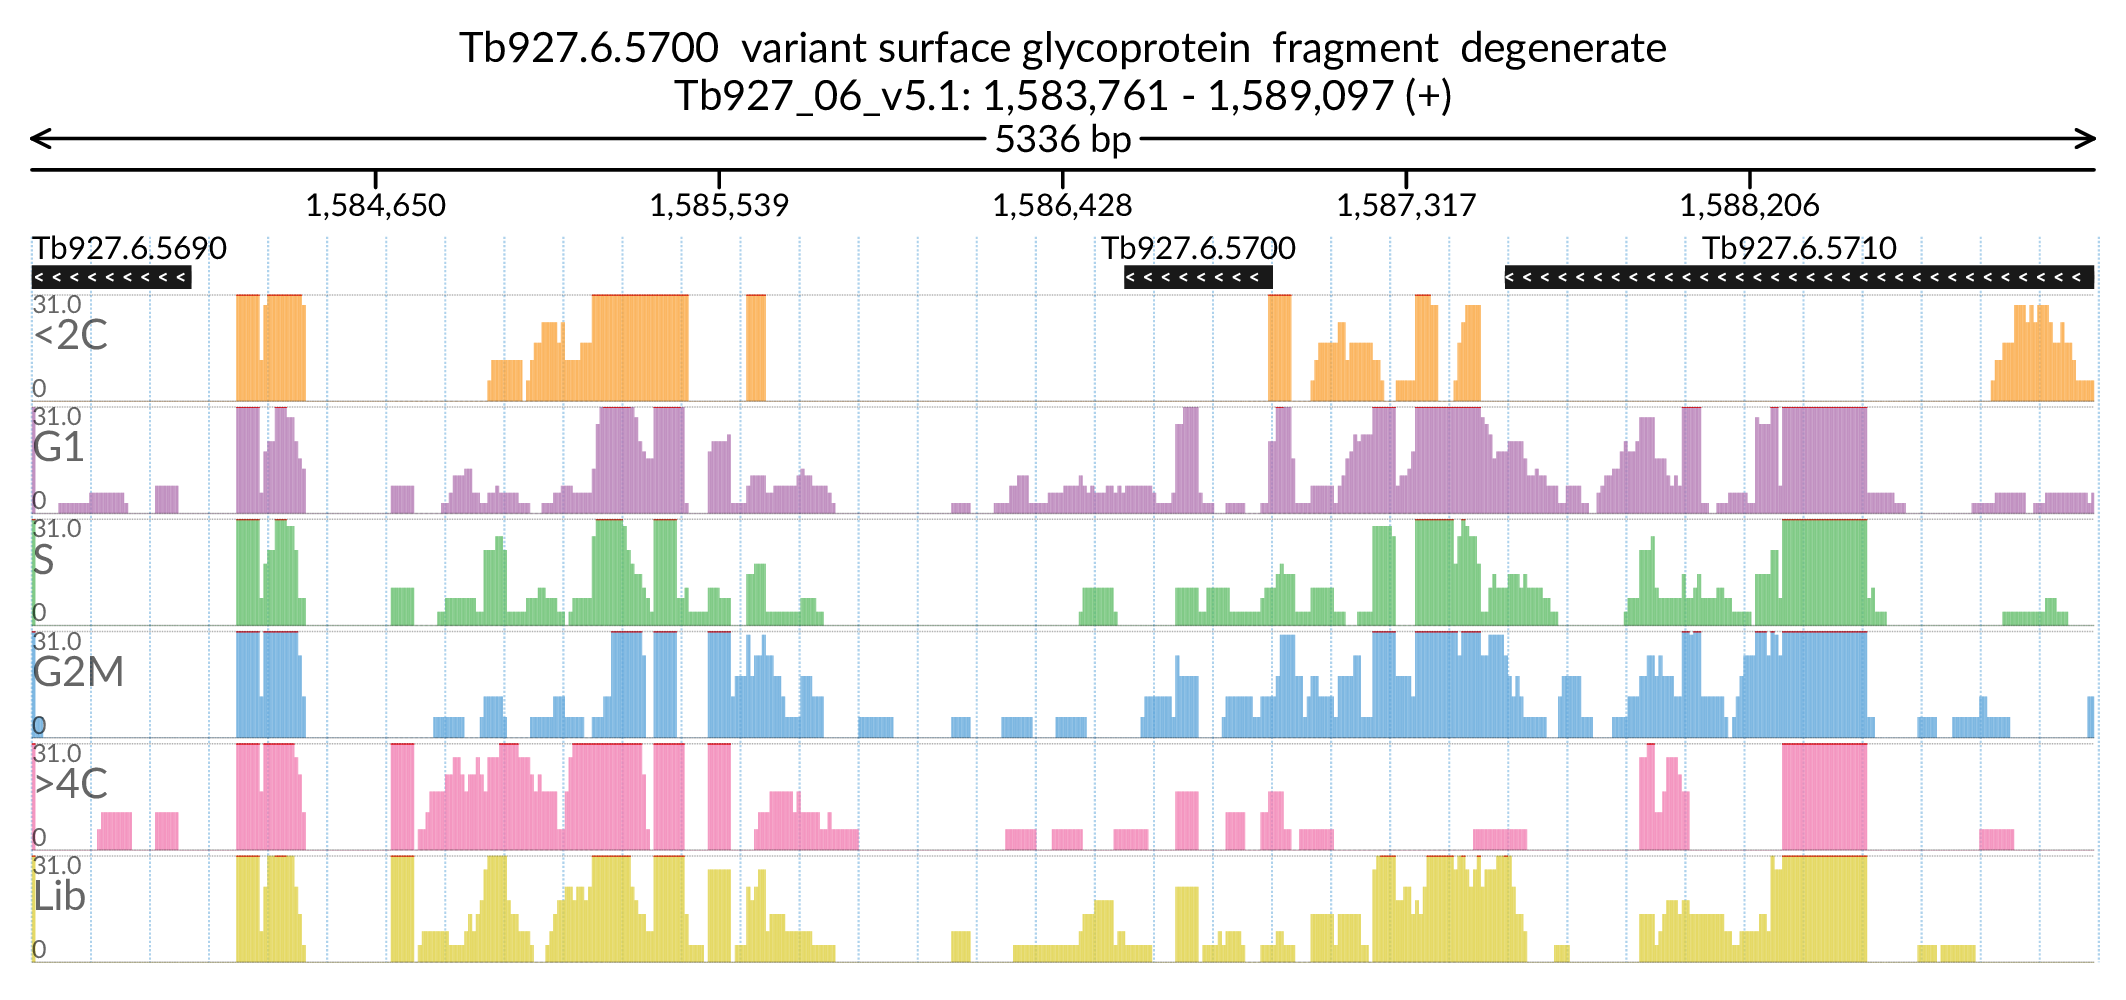 Tb927.6.5700 variant surface glycoprotein fragment degenerate
Tb927_06_v5.1: 1,583,761 - 1,589,097 (+)
5336 bp
1,584,650 1,585,539 1,586,428 1,587,317 1,588,206
Tb927.6.5690 Tb927.6.5700 Tb927.6.5710
31.0
<2C
0
31.0
G1
0
31.0
S
0
31.0
G2M
0
31.0
>4C
0
31.0
Lib
0